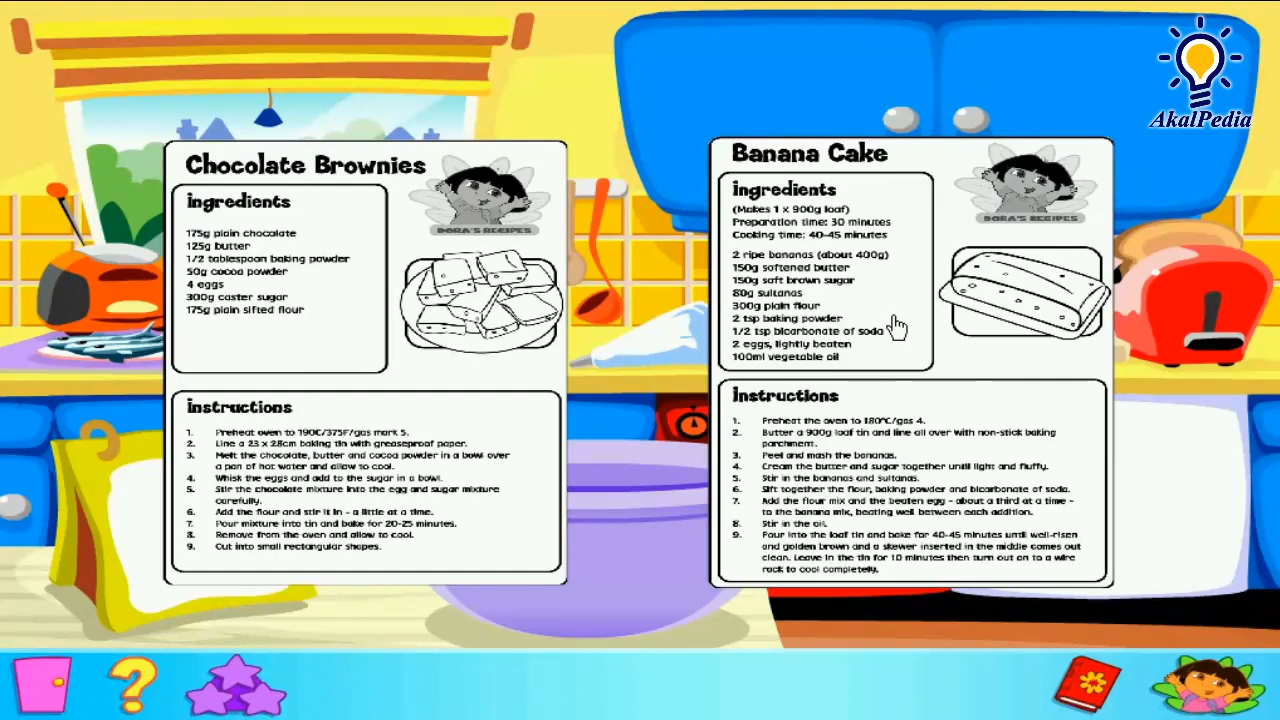 AkalPedia
Chocolate Brownies
ingredients
175g plain chocolate
125g butter
1/2 tablespoon baking powder
50g cocoa powder
4 eggs
300g caster sugar
175g plain sifted flour
DORA'S RECIPES
instructions
1. Preheat oven to 190C/375F/gas mark 5.
2. Line a 23 x 28cm baking tin with greaseproof paper.
3. Melt the chocolate, butter and cocoa powder in a bowl over
a pan of hot water and allow to cool.
4. Whisk the eggs and add to the sugar in a bowl.
5. Stir the chocolate mixture into the egg and sugar mixture
carefully.
6. Add the flour and stir it in - a little at a time.
7. Pour mixture into tin and bake for 20-25 minutes.
8. Remove from the oven and allow to cool.
9. Cut into small rectangular shapes.
Banana Cake
ingredients
(Makes 1 x 900g loaf)
Preparation time: 30 minutes
Cooking time: 40-45 minutes
2 ripe bananas (about 400g)
150g softened butter
150g soft brown sugar
80g sultanas
300g plain flour
2 tsp baking powder
1/2 tsp bicarbonate of soda
2 eggs, lightly beaten
100ml vegetable oil
DORA'S RECIPES
instructions
1. Preheat the oven to 180°C/gas 4.
2. Butter a 900g loaf tin and line all over with non-stick baking
parchment.
3. Peel and mash the bananas.
4. Cream the butter and sugar together until light and fluffy.
5. Stir in the bananas and sultanas.
6. Sift together the flour, baking powder and bicarbonate of soda.
7. Add the flour mix and the beaten egg - about a third at a time -
to the banana mix, beating well between each addition.
8. Stir in the oil.
9. Pour into the loaf tin and bake for 40-45 minutes until well-risen
and golden brown and a skewer inserted in the middle comes out
clean. Leave in the tin for 10 minutes then turn out on to a wire
rack to cool completely.
?